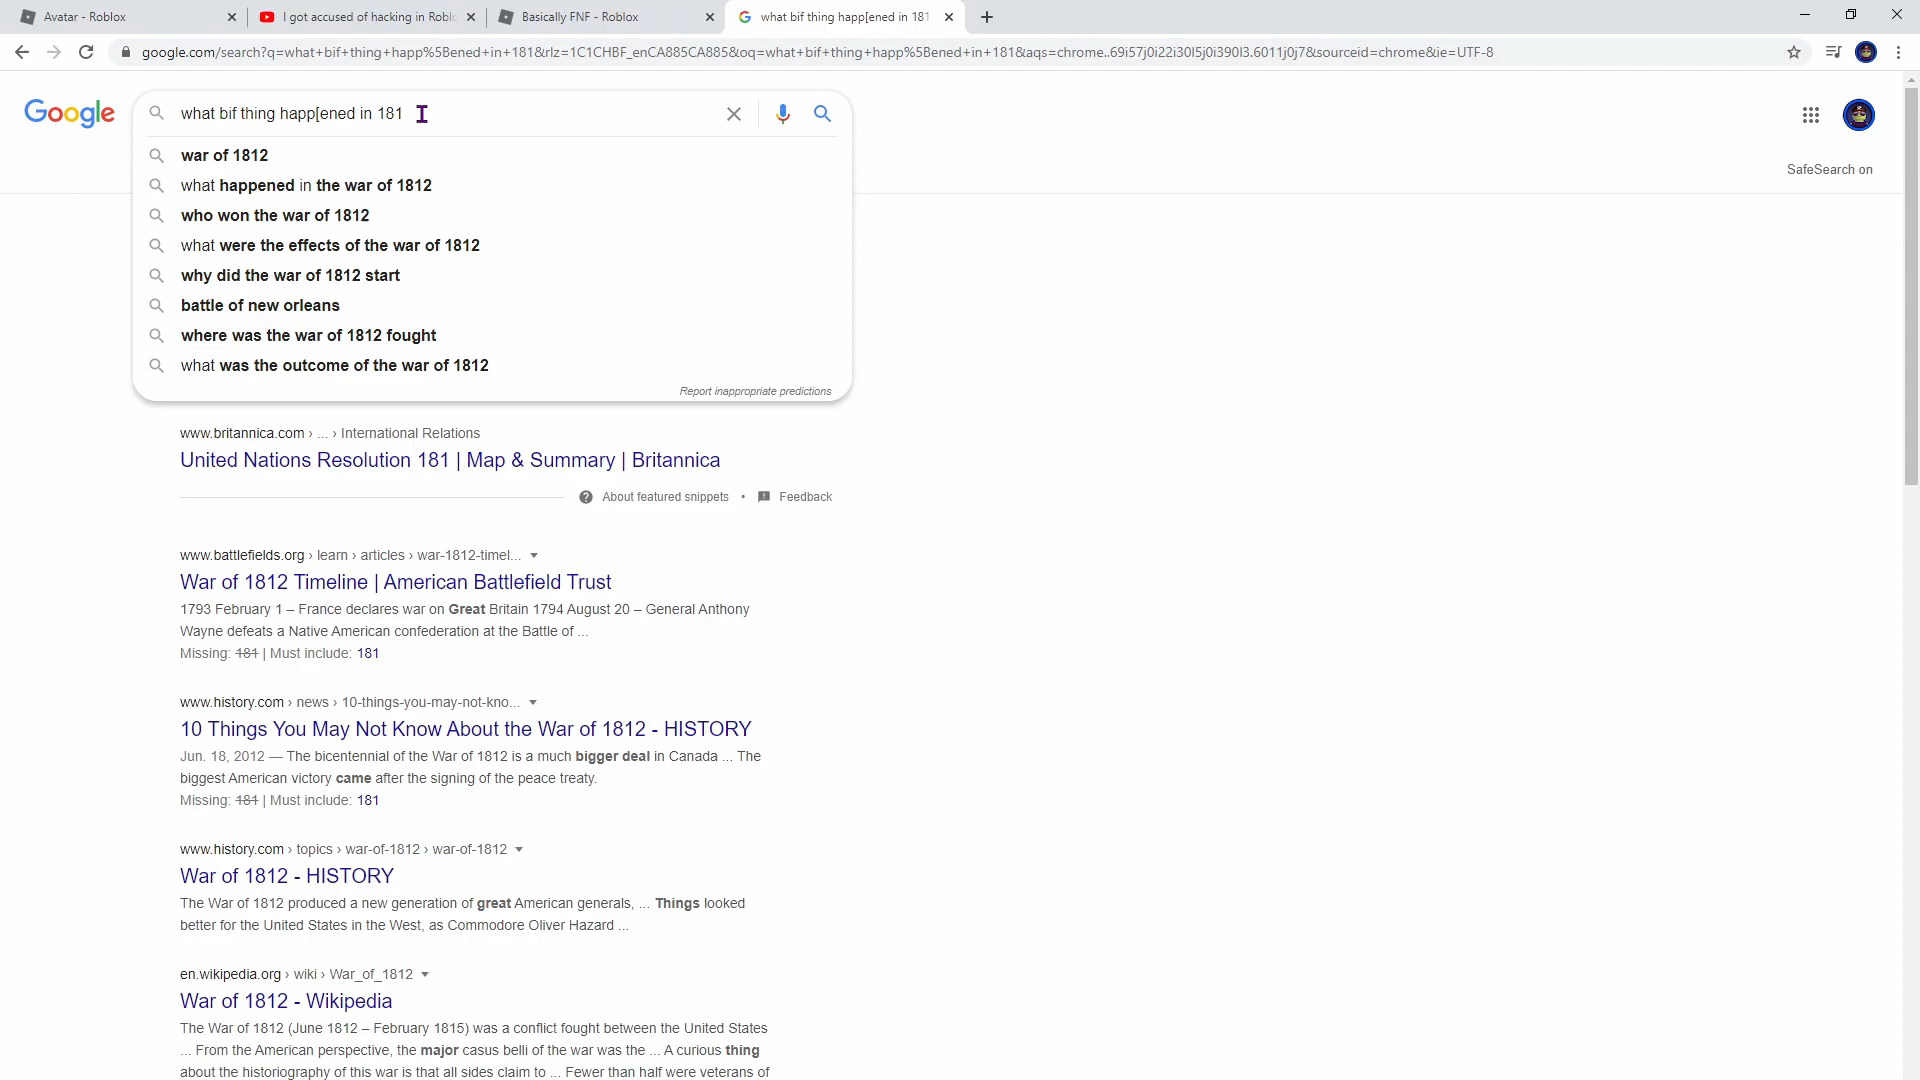 Avatar - Roblox
I got accused of hacking in Roblo
Basically FNF - Roblox
what bif thing happ[ened in 181
google.com/search?q=what+bif+thing+happ%5Bened+in+181&rlz=1C1CHBF_enCA885CA885&oq=what+bif+thing+happ%5Bened+in+181&aqs=chrome..69i57j0i22i30l5j0i390l3.6011j0j7&sourceid=chrome&ie=UTF-8
Google
what bif thing happ[ened in 181
SafeSearch on
war of 1812
what happened in the war of 1812
who won the war of 1812
what were the effects of the war of 1812
why did the war of 1812 start
battle of new orleans
where was the war of 1812 fought
what was the outcome of the war of 1812
Report inappropriate predictions
www.britannica.com › ... › International Relations
United Nations Resolution 181 | Map & Summary | Britannica
About featured snippets • Feedback
www.battlefields.org › learn › articles › war-1812-timel...
War of 1812 Timeline | American Battlefield Trust
1793 February 1 – France declares war on Great Britain 1794 August 20 – General Anthony
Wayne defeats a Native American confederation at the Battle of ...
Missing: 181 | Must include: 181
www.history.com › news › 10-things-you-may-not-kno...
10 Things You May Not Know About the War of 1812 - HISTORY
Jun. 18, 2012 — The bicentennial of the War of 1812 is a much bigger deal in Canada ... The
biggest American victory came after the signing of the peace treaty.
Missing: 181 | Must include: 181
www.history.com › topics › war-of-1812 › war-of-1812
War of 1812 - HISTORY
The War of 1812 produced a new generation of great American generals, ... Things looked
better for the United States in the West, as Commodore Oliver Hazard ...
en.wikipedia.org › wiki › War_of_1812
War of 1812 - Wikipedia
The War of 1812 (June 1812 – February 1815) was a conflict fought between the United States
... From the American perspective, the major casus belli of the war was the ... A curious thing
about the historiography of this war is that all sides claim to ... Fewer than half were veterans of